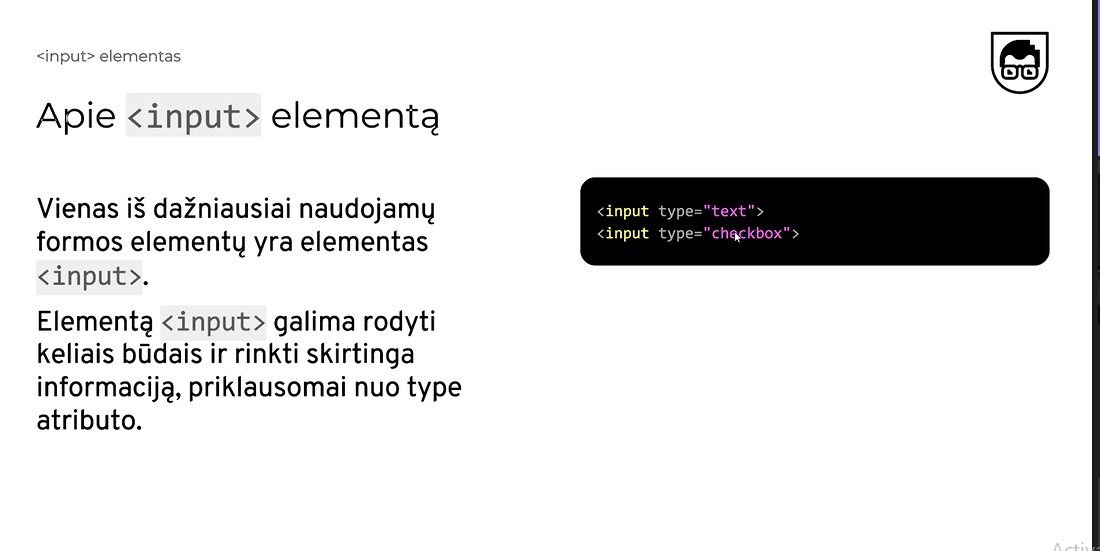 <input> elementas
Apie <input> elementą
Vienas iš dažniausiai naudojamų
formos elementų yra elementas
<input>.
Elementą <input> galima rodyti
keliais būdais ir rinkti skirtinga
informaciją, priklausomai nuo type
atributo.
<input type="text">
<input type="checkbox">